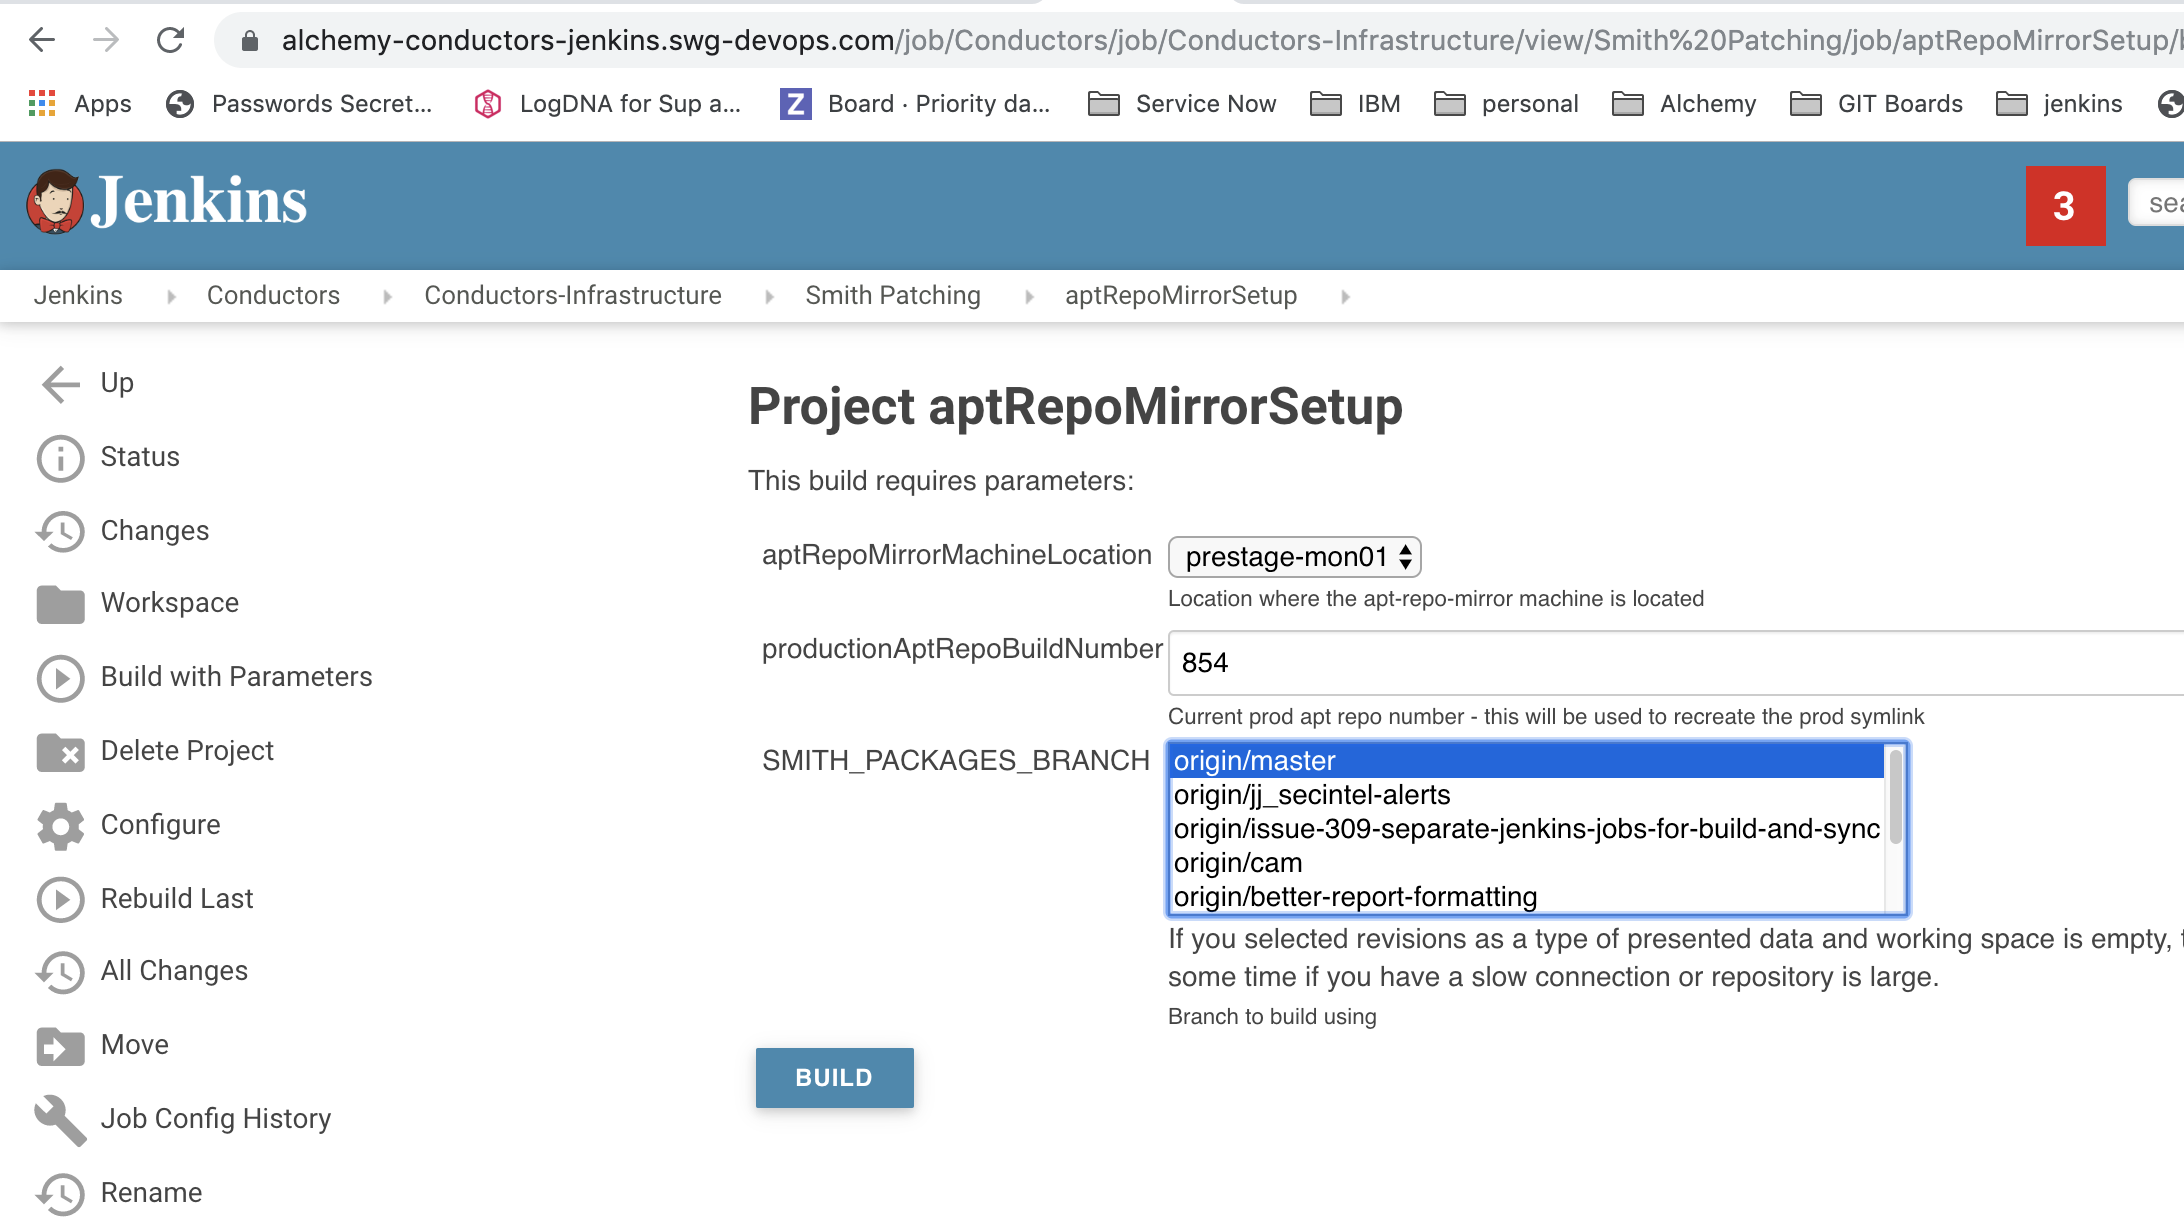 alchemy-conductors-jenkins.swg-devops.com/job/Conductors/job/Conductors-Infrastructure/view/Smith%20Patching/job/aptRepoMirrorSetup/
Apps Passwords Secret... LogDNA for Sup a... Z Board · Priority da... Service Now IBM personal Alchemy GIT Boards jenkins
Jenkins 3 sea
Jenkins Conductors Conductors-Infrastructure Smith Patching aptRepoMirrorSetup
Up
Status
Changes
Workspace
Build with Parameters
Delete Project
Configure
Rebuild Last
All Changes
Move
Job Config History
Rename
Project aptRepoMirrorSetup
This build requires parameters:
aptRepoMirrorMachineLocation prestage-mon01
Location where the apt-repo-mirror machine is located
productionAptRepoBuildNumber 854
Current prod apt repo number - this will be used to recreate the prod symlink
SMITH_PACKAGES_BRANCH origin/master
origin/jj_secintel-alerts
origin/issue-309-separate-jenkins-jobs-for-build-and-sync
origin/cam
origin/better-report-formatting
If you selected revisions as a type of presented data and working space is empty,
some time if you have a slow connection or repository is large.
Branch to build using
BUILD